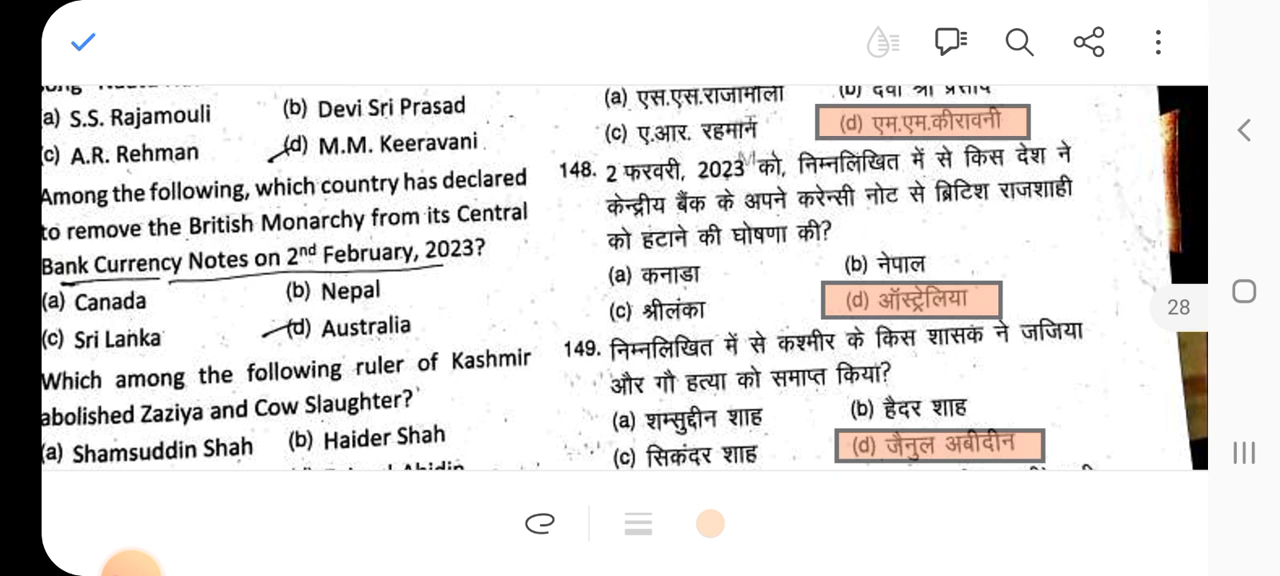 (a) S.S. Rajamouli
(b) Devi Sri Prasad
(c) A.R. Rehman
(d) M.M. Keeravani
Among the following, which country has declared
to remove the British Monarchy from its Central
Bank Currency Notes on 2nd February, 2023?
(a) Canada
(b) Nepal
(c) Sri Lanka
(d) Australia
Which among the following ruler of Kashmir
abolished Zaziya and Cow Slaughter?
(a) Shamsuddin Shah
(b) Haider Shah
Abidin
(a) एस.एस.राजामौली
(b) देवी श्री प्रसाद
(c) ए.आर. रहमान
(d) एम.एम.कीरावनी
148. 2 फरवरी, 2023 को, निम्नलिखित में से किस देश ने
केन्द्रीय बैंक के अपने करेन्सी नोट से ब्रिटिश राजशाही
को हटाने की घोषणा की?
(a) कनाडा
(b) नेपाल
(c) श्रीलंका
(d) ऑस्ट्रेलिया
149. निम्नलिखित में से कश्मीर के किस शासक ने जजिया
और गौ हत्या को समाप्त किया?
(a) शम्सुद्दीन शाह
(b) हैदर शाह
(c) सिकंदर शाह
(d) जैनुल अबीदीन
28